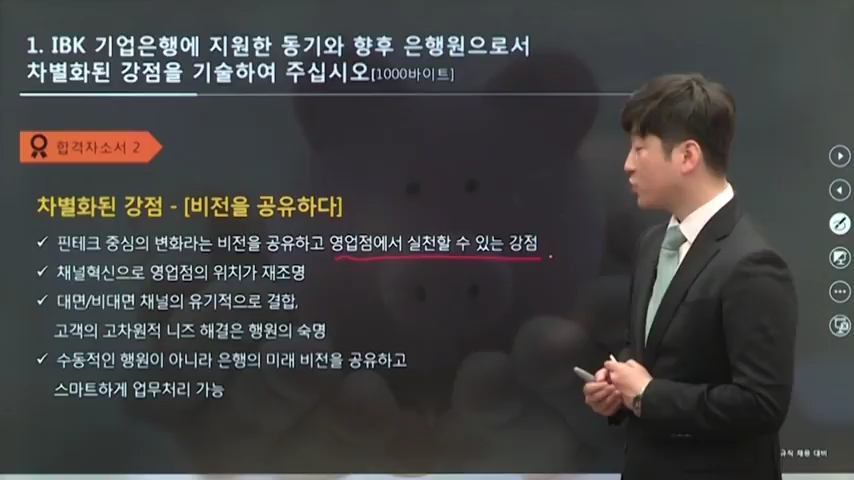 1. IBK 기업은행에 지원한 동기와 향후 은행원으로서
차별화된 강점을 기술하여 주십시오[1000바이트]
합격자소서 2
차별화된 강점 - [비전을 공유하다]
✓ 핀테크 중심의 변화라는 비전을 공유하고 영업점에서 실천할 수 있는 강점
✓ 채널혁신으로 영업점의 위치가 재조명
✓ 대면/비대면 채널의 유기적으로 결합,
고객의 고차원적 니즈 해결은 행원의 숙명
✓ 수동적인 행원이 아니라 은행의 미래 비전을 공유하고
스마트하게 업무처리 가능
규직 채용 대비